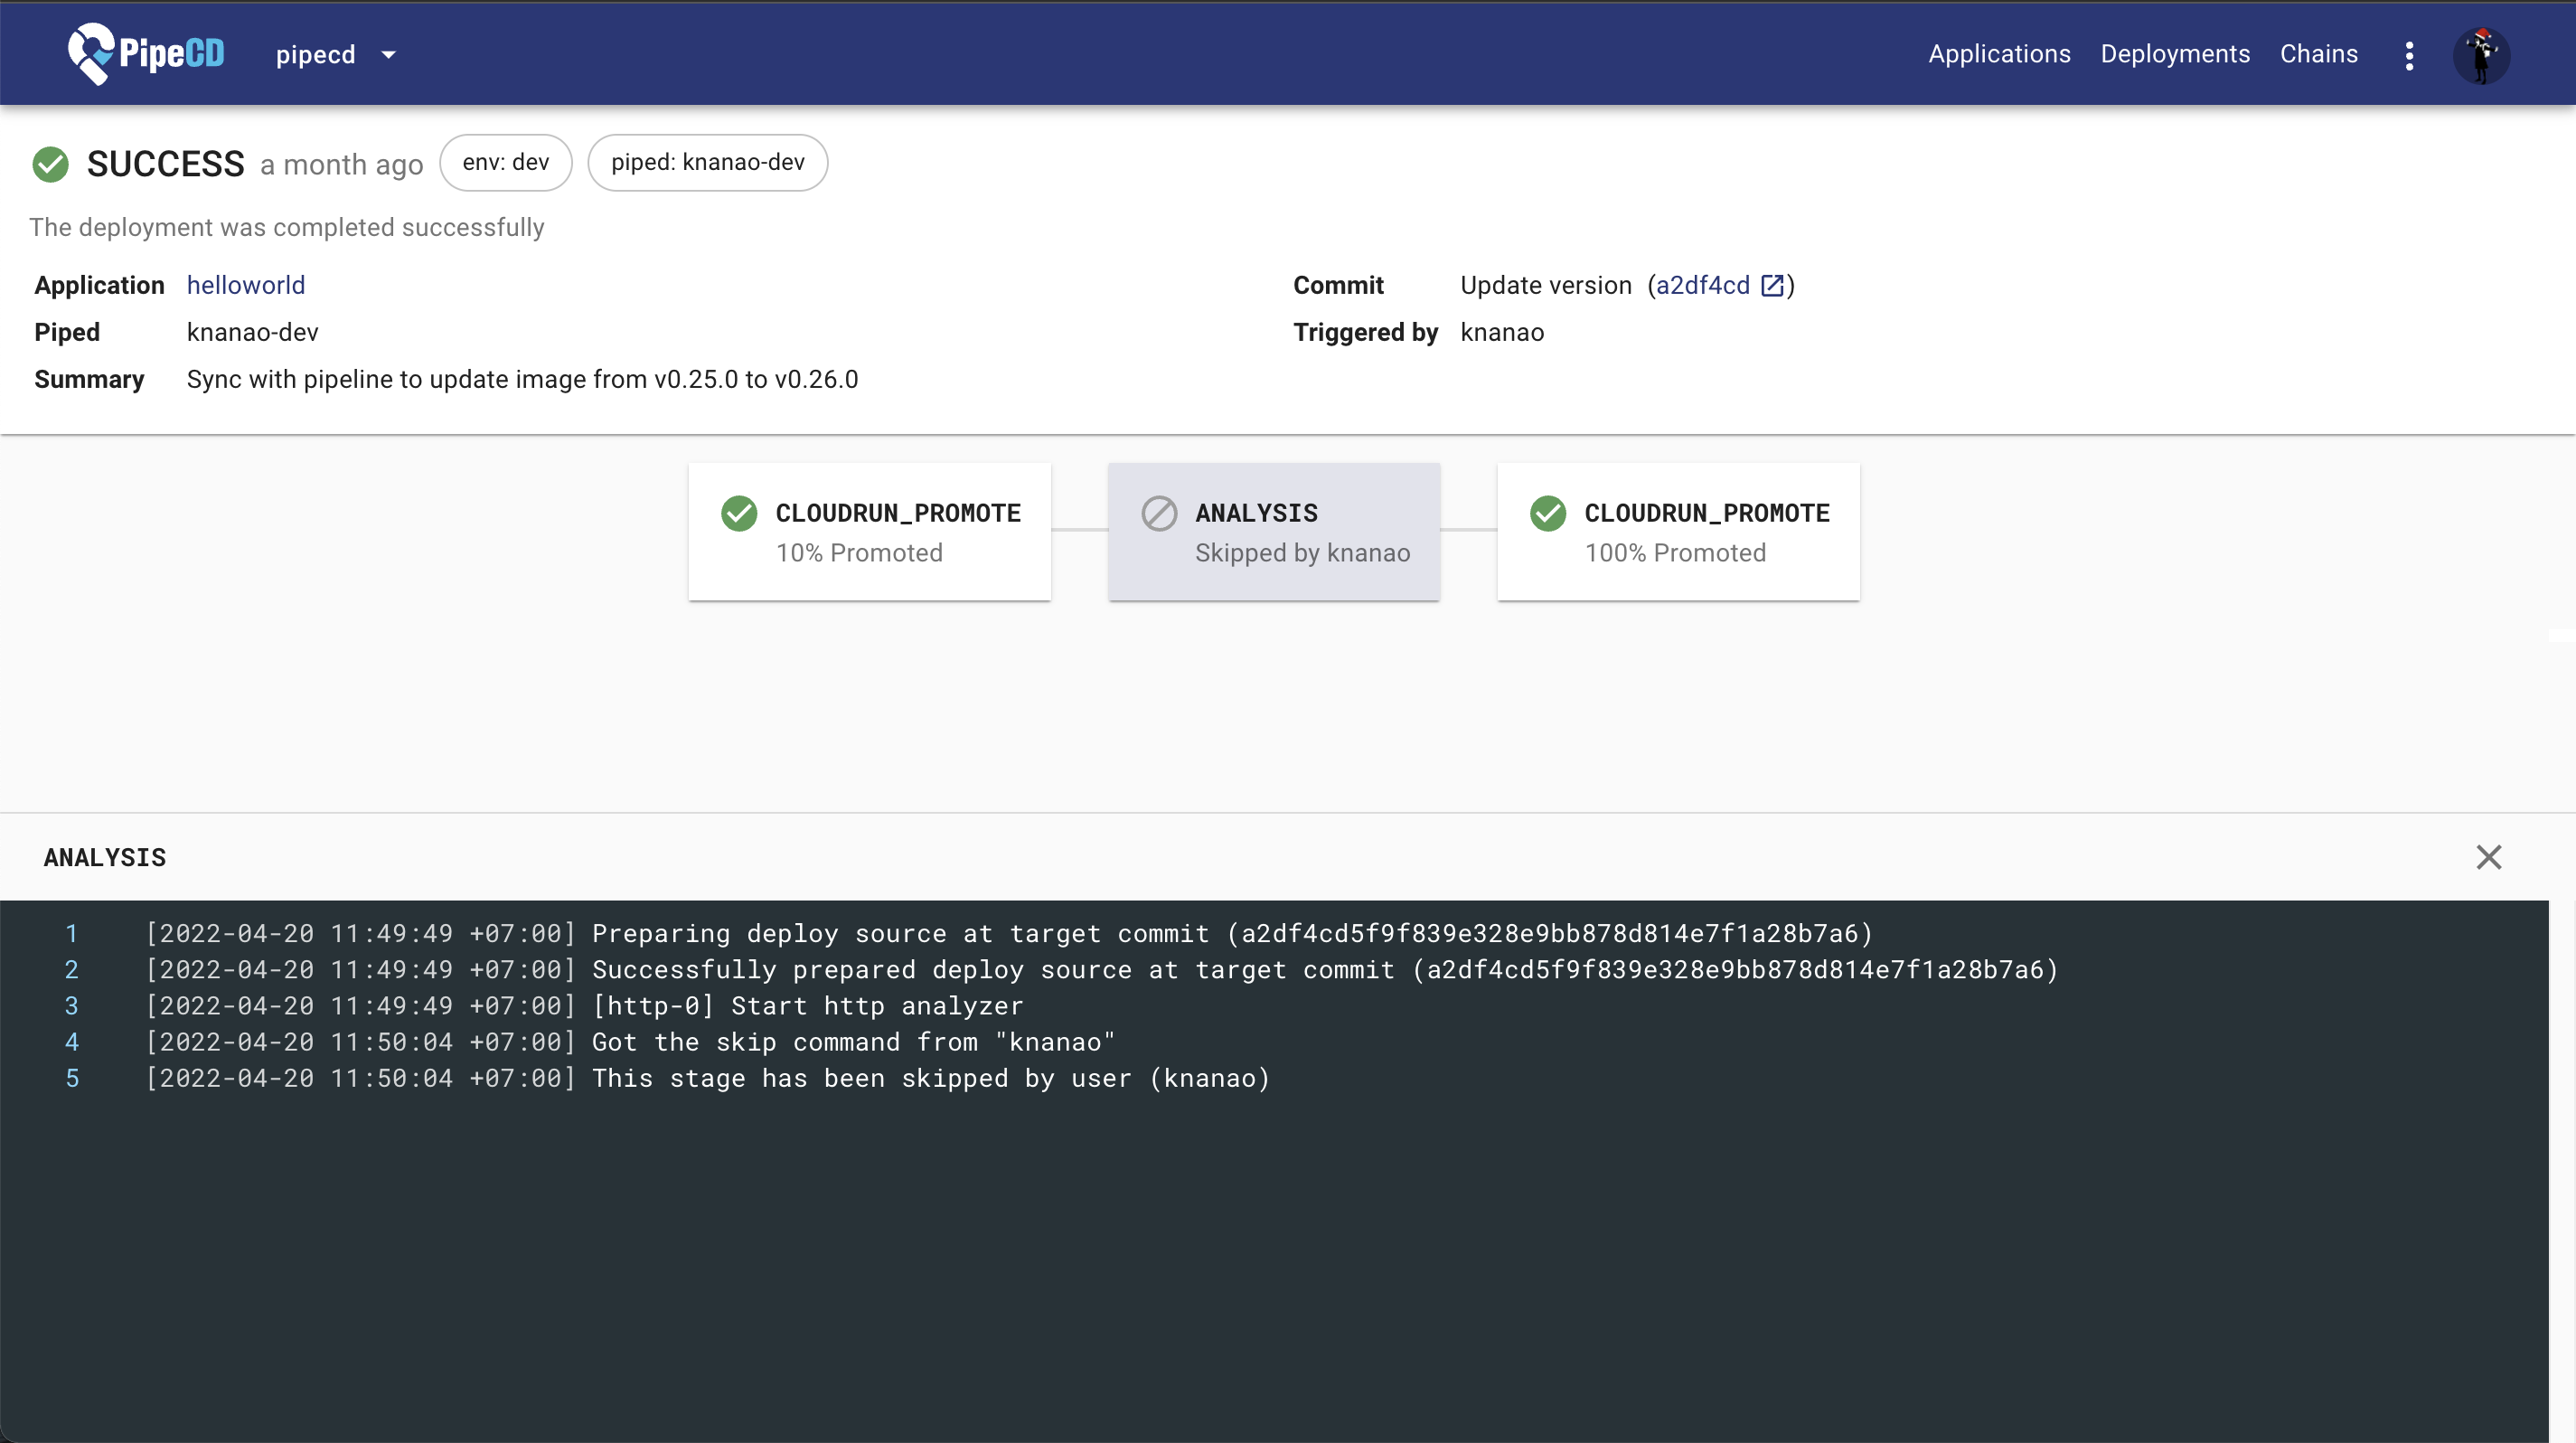 PipeCD pipecd Applications Deployments Chains
SUCCESS a month ago env: dev piped: knanao-dev
The deployment was completed successfully
Application helloworld Commit Update version (a2df4cd)
Piped knanao-dev Triggered by knanao
Summary Sync with pipeline to update image from v0.25.0 to v0.26.0
CLOUDRUN_PROMOTE ANALYSIS CLOUDRUN_PROMOTE
10% Promoted Skipped by knanao 100% Promoted
ANALYSIS
1 [2022-04-20 11:49:49 +07:00] Preparing deploy source at target commit (a2df4cd5f9f839e328e9bb878d814e7f1a28b7a6)
2 [2022-04-20 11:49:49 +07:00] Successfully prepared deploy source at target commit (a2df4cd5f9f839e328e9bb878d814e7f1a28b7a6)
3 [2022-04-20 11:49:49 +07:00] [http-0] Start http analyzer
4 [2022-04-20 11:50:04 +07:00] Got the skip command from "knanao"
5 [2022-04-20 11:50:04 +07:00] This stage has been skipped by user (knanao)